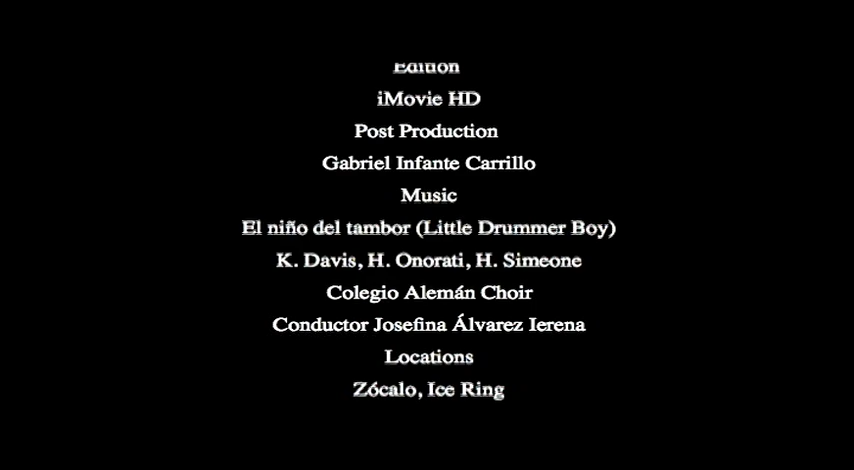 Edition
iMovie HD
Post Production
Gabriel Infante Carrillo
Music
El niño del tambor (Little Drummer Boy)
K. Davis, H. Onorati, H. Simeone
Colegio Alemán Choir
Conductor Josefina Álvarez Ierena
Locations
Zócalo, Ice Ring